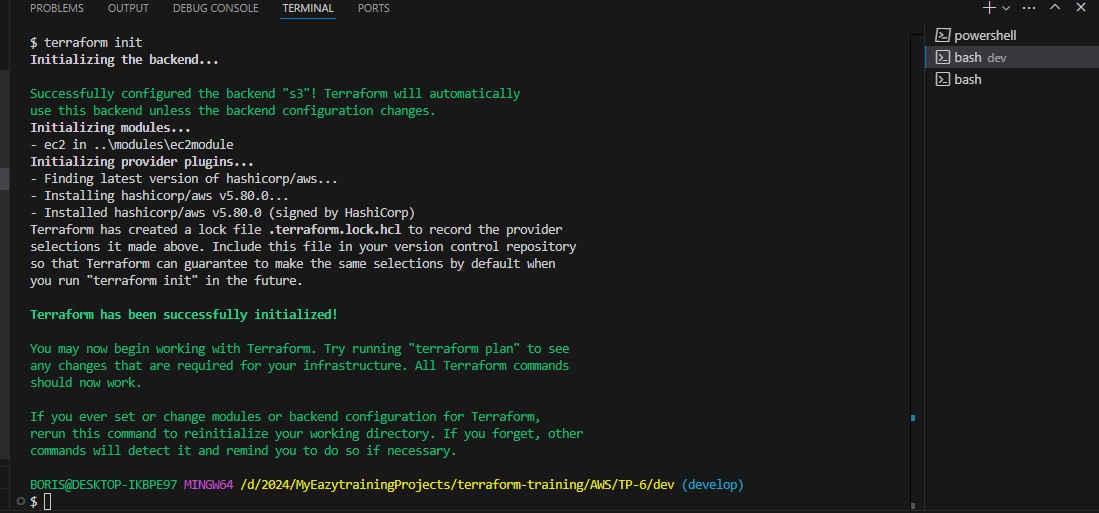 PROBLEMS OUTPUT DEBUG CONSOLE TERMINAL PORTS
$ terraform init
Initializing the backend...
Successfully configured the backend "s3"! Terraform will automatically
use this backend unless the backend configuration changes.
Initializing modules...
- ec2 in ..\modules\ec2module
Initializing provider plugins...
- Finding latest version of hashicorp/aws...
- Installing hashicorp/aws v5.80.0...
- Installed hashicorp/aws v5.80.0 (signed by HashiCorp)
Terraform has created a lock file .terraform.lock.hcl to record the provider
selections it made above. Include this file in your version control repository
so that Terraform can guarantee to make the same selections by default when
you run "terraform init" in the future.
Terraform has been successfully initialized!
You may now begin working with Terraform. Try running "terraform plan" to see
any changes that are required for your infrastructure. All Terraform commands
should now work.
If you ever set or change modules or backend configuration for Terraform,
rerun this command to reinitialize your working directory. If you forget, other
commands will detect it and remind you to do so if necessary.
BORIS@DESKTOP-IKBPE97 MINGW64 /d/2024/MyEazytrainingProjects/terraform-training/AWS/TP-6/dev (develop)
$
powershell
bash dev
bash